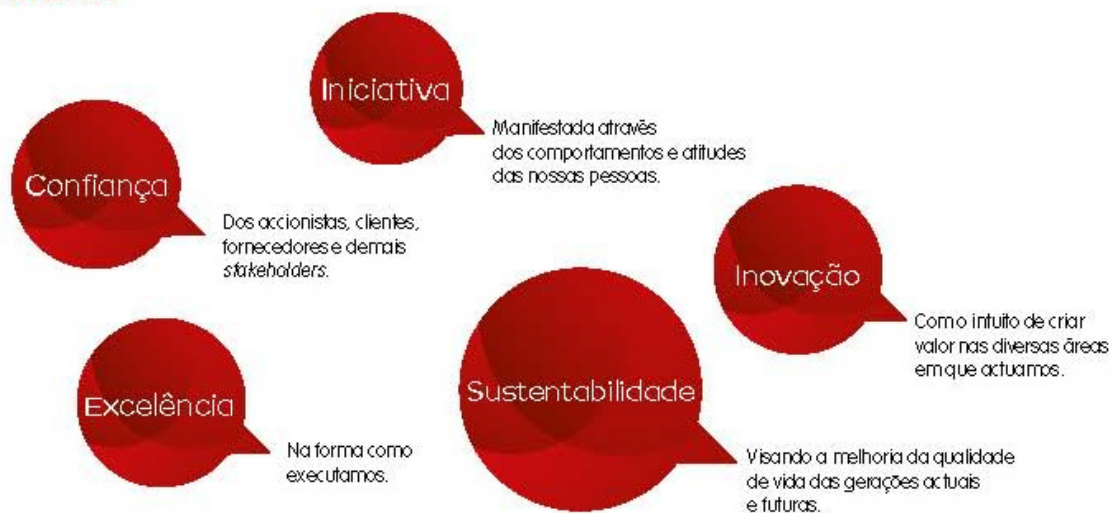 Iniciativa
Manifestada através
dos comportamentos e atitudes
das nossas pessoas.
Confiança
Dos accionistas, clientes,
fornecedores e demais
stakeholders.
Inovação
Com o intuito de criar
valor nas diversas áreas
em que actuamos.
Excelência
Na forma como
executamos.
Sustentabilidade
Visando a melhoria da qualidade
de vida das gerações actuais
e futuras.